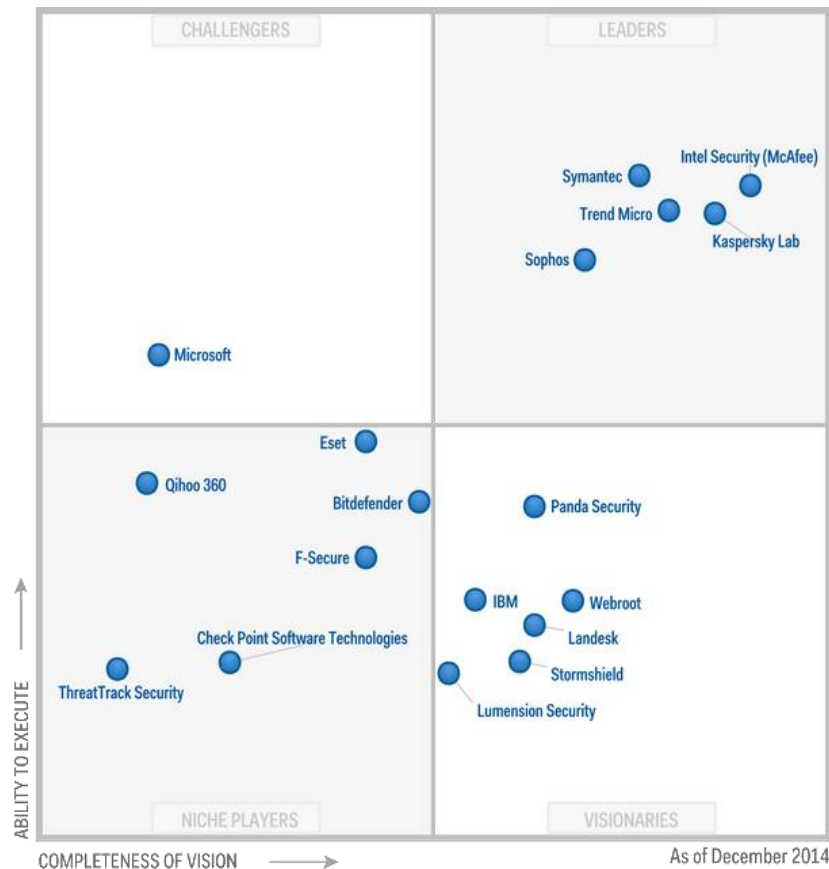 CHALLENGERS
LEADERS
Intel Security (McAfee)
Symantec
Trend Micro
Kaspersky Lab
Sophos
Microsoft
Eset
Qihoo 360
Bitdefender
Panda Security
F-Secure
IBM
Webroot
Landesk
Check Point Software Technologies
Stormshield
ThreatTrack Security
Lumension Security
NICHE PLAYERS
VISIONARIES
ABILITY TO EXECUTE
COMPLETENESS OF VISION
As of December 2014